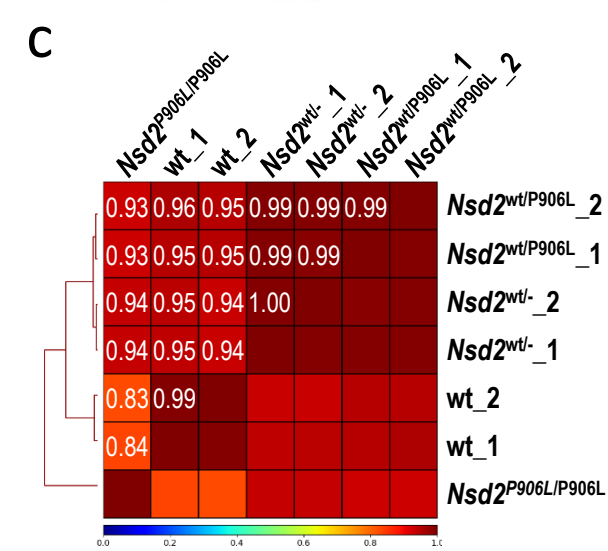 C
Nsd2P906L/P906L wt_1 wt_2 Nsd2wt/-_1 Nsd2wt/-_2 Nsd2wt/P906L_1 Nsd2wt/P906L_2
0.93 0.96 0.95 0.99 0.99 0.99 Nsd2wt/P906L_2
0.93 0.95 0.95 0.99 0.99 Nsd2wt/P906L_1
0.94 0.95 0.94 1.00 Nsd2wt/-_2
0.94 0.95 0.94 Nsd2wt/-_1
0.83 0.99 wt_2
0.84 wt_1
Nsd2P906L/P906L
0.0 0.2 0.4 0.6 0.8 1.0